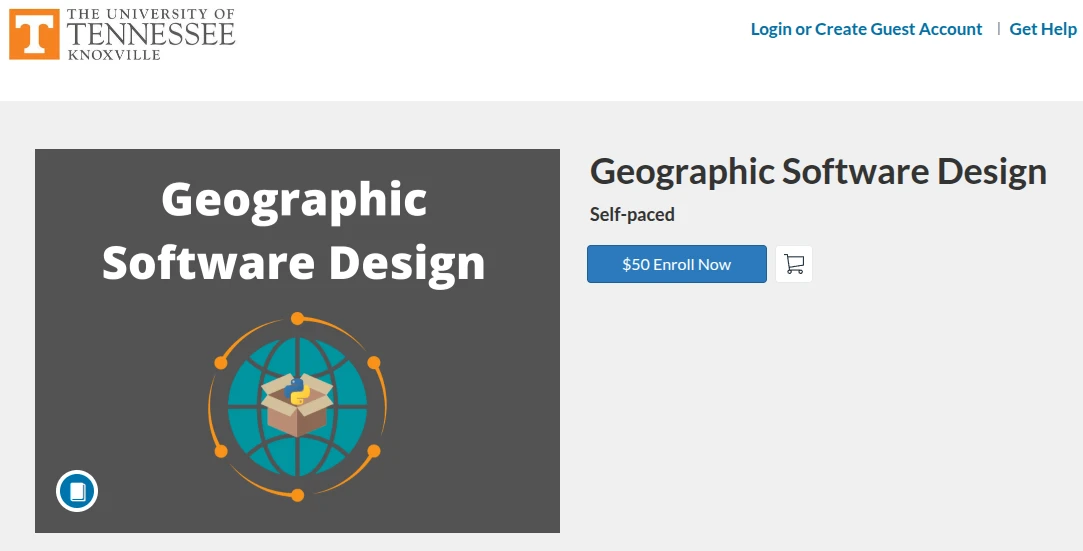 THE UNIVERSITY OF
TENNESSEE
KNOXVILLE
Login or Create Guest Account | Get Help
Geographic
Software Design
Geographic Software Design
Self-paced
$50 Enroll Now